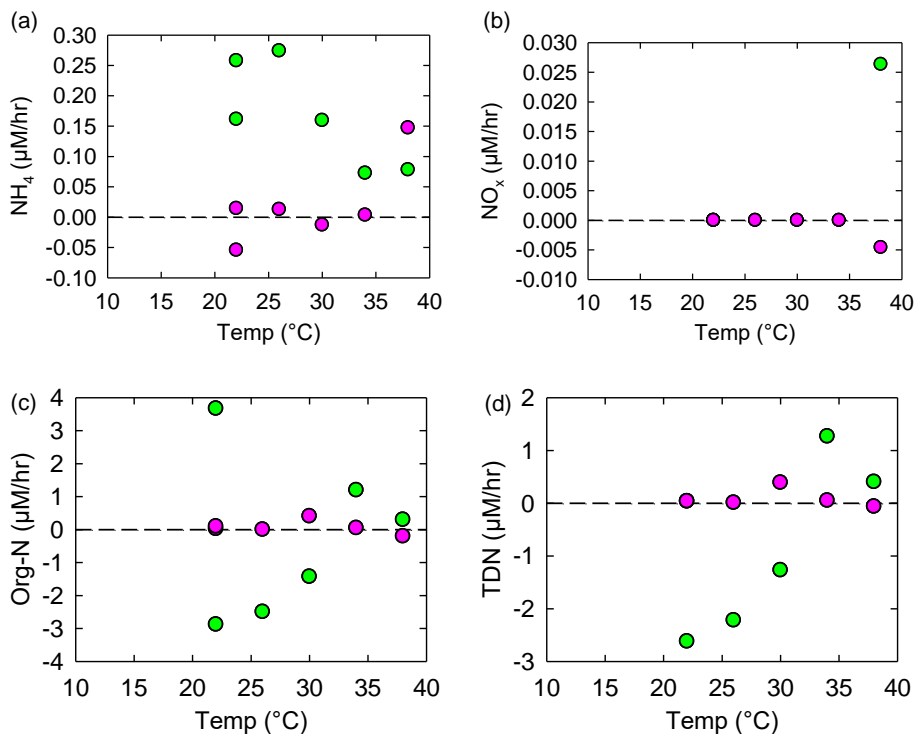 (a)
NH₄ (µM/hr)
0.30
0.25
0.20
0.15
0.10
0.05
0.00
-0.05
-0.10
10 15 20 25 30 35 40
Temp (°C)
(b)
NOₓ (µM/hr)
0.030
0.025
0.020
0.015
0.010
0.005
0.000
-0.005
-0.010
10 15 20 25 30 35 40
Temp (°C)
(c)
Org-N (µM/hr)
4
3
2
1
0
-1
-2
-3
-4
10 15 20 25 30 35 40
Temp (°C)
(d)
TDN (µM/hr)
2
1
0
-1
-2
-3
10 15 20 25 30 35 40
Temp (°C)